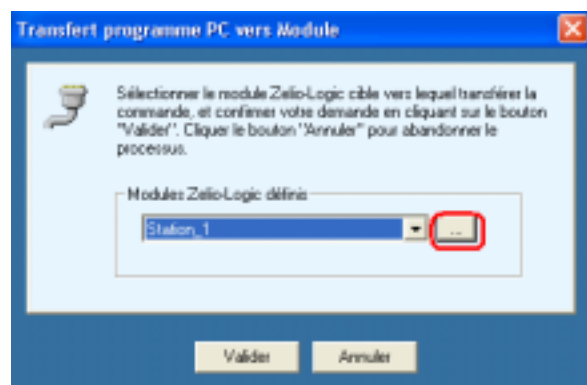 Transfert programme PC vers Module
Sélectionner le module Zelio-Logic cible vers lequel transférer la
commande, et confirmer votre demande en cliquant sur le bouton
"Valider". Cliquer le bouton "Annuler" pour abandonner le
processus.
Modules Zelio-Logic définis
Station_1
...
Valider
Annuler